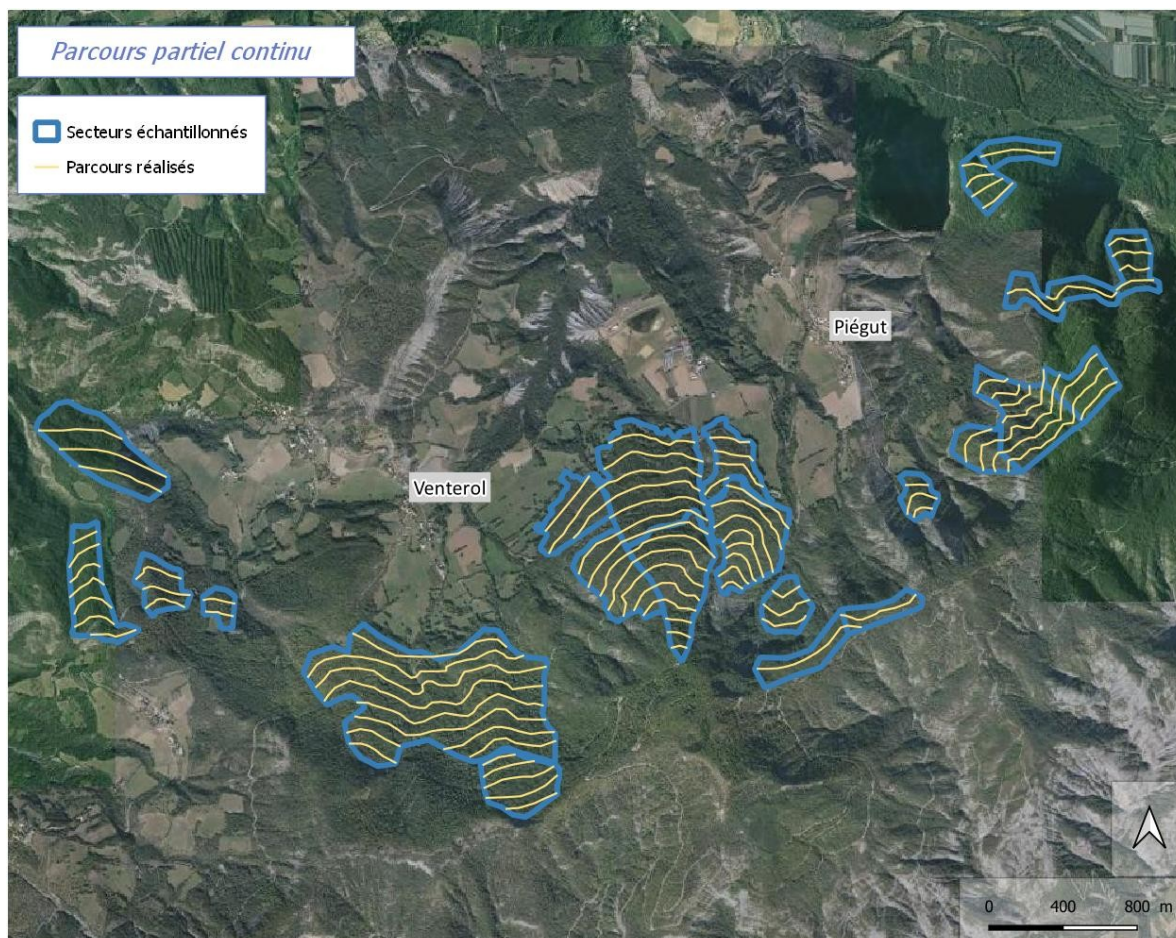 Parcours partiel continu
Secteurs échantillonnés
Parcours réalisés
Piégut
Venterol
0 400 800 m